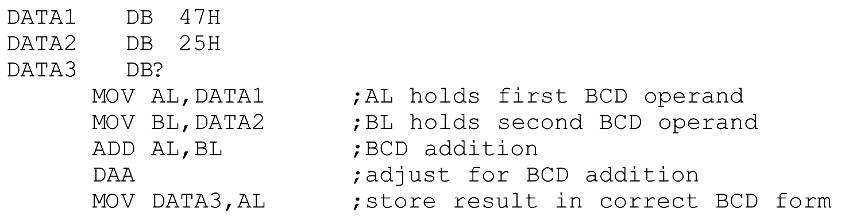 DATA1 DB 47H
DATA2 DB 25H
DATA3 DB?
MOV AL,DATA1 ;AL holds first BCD operand
MOV BL,DATA2 ;BL holds second BCD operand
ADD AL,BL ;BCD addition
DAA ;adjust for BCD addition
MOV DATA3,AL ;store result in correct BCD form